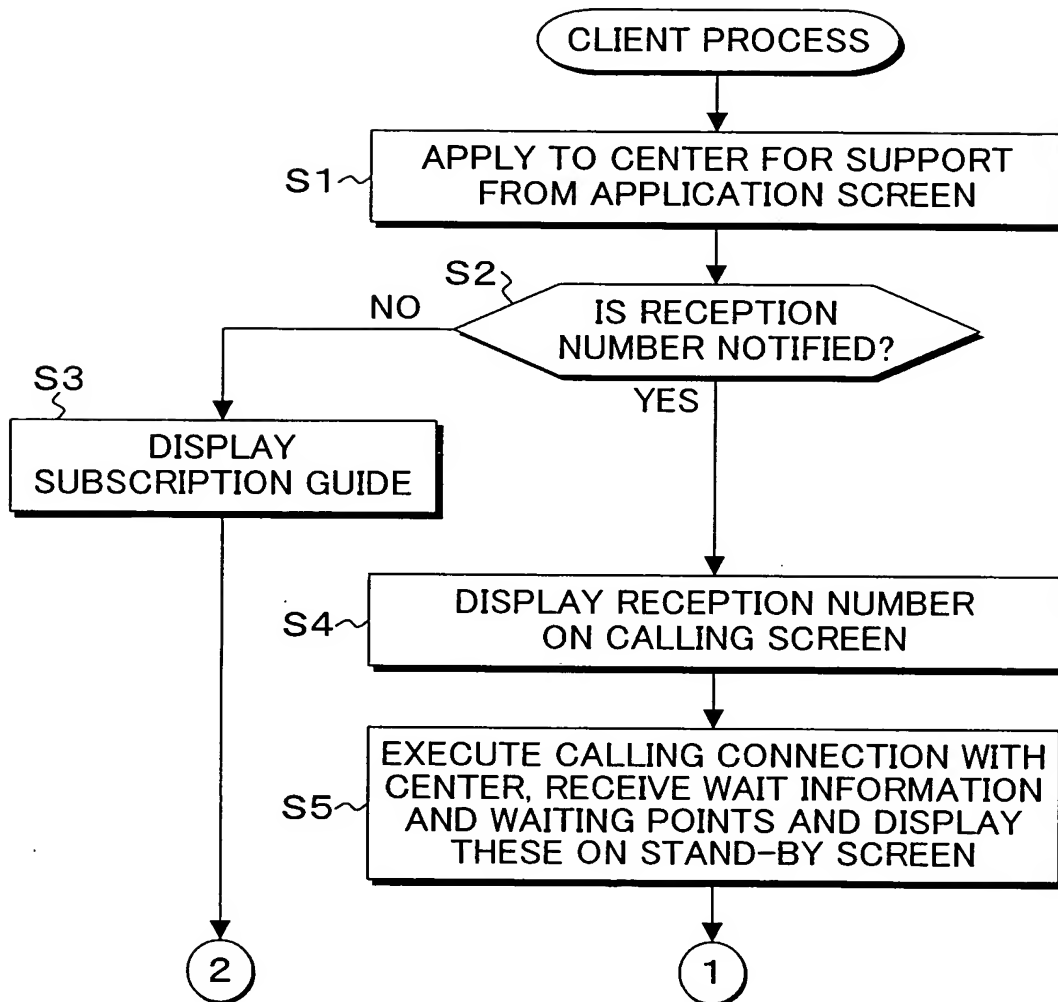 CLIENT PROCESS
S1
APPLY TO CENTER FOR SUPPORT
FROM APPLICATION SCREEN
S2
NO
IS RECEPTION
NUMBER NOTIFIED?
YES
S3
DISPLAY
SUBSCRIPTION GUIDE
S4
DISPLAY RECEPTION NUMBER
ON CALLING SCREEN
S5
EXECUTE CALLING CONNECTION WITH
CENTER, RECEIVE WAIT INFORMATION
AND WAITING POINTS AND DISPLAY
THESE ON STAND-BY SCREEN
2
1